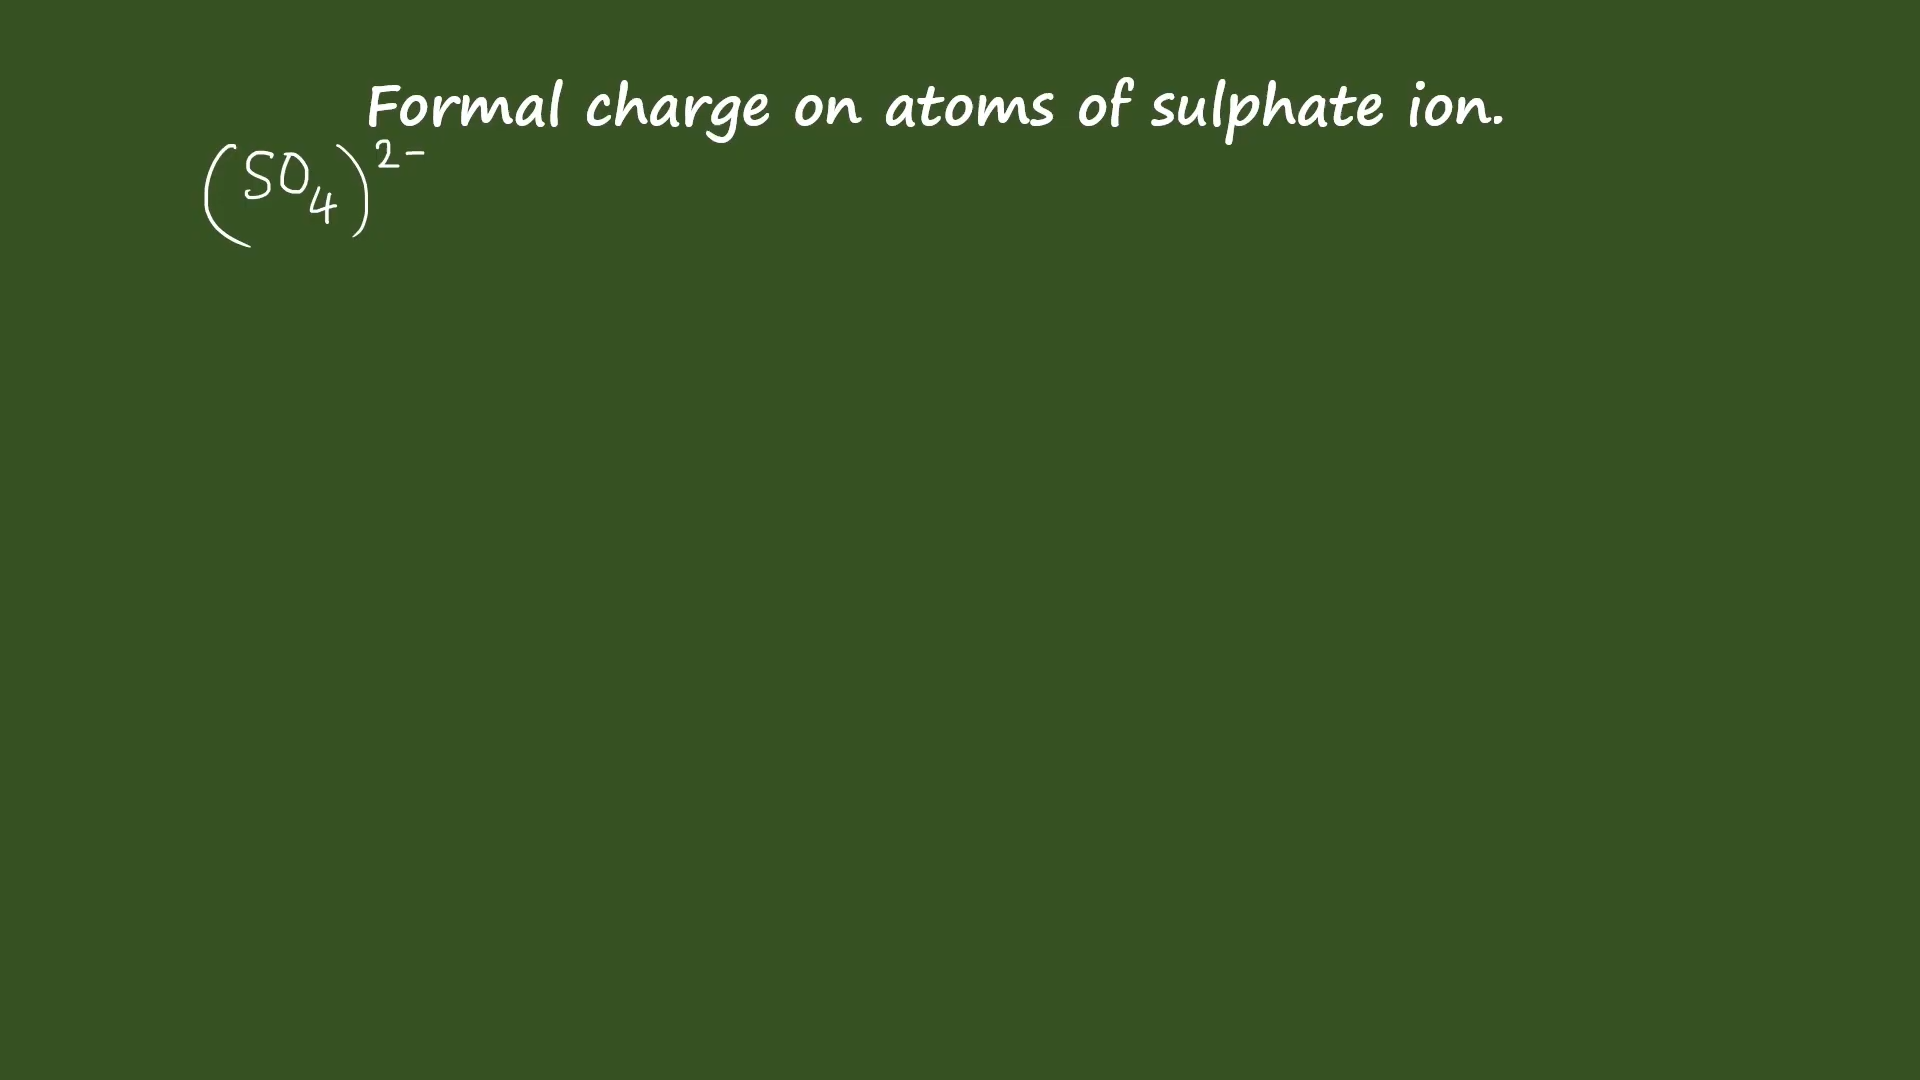 Formal charge on atoms of sulphate ion.
(SO₄)²⁻